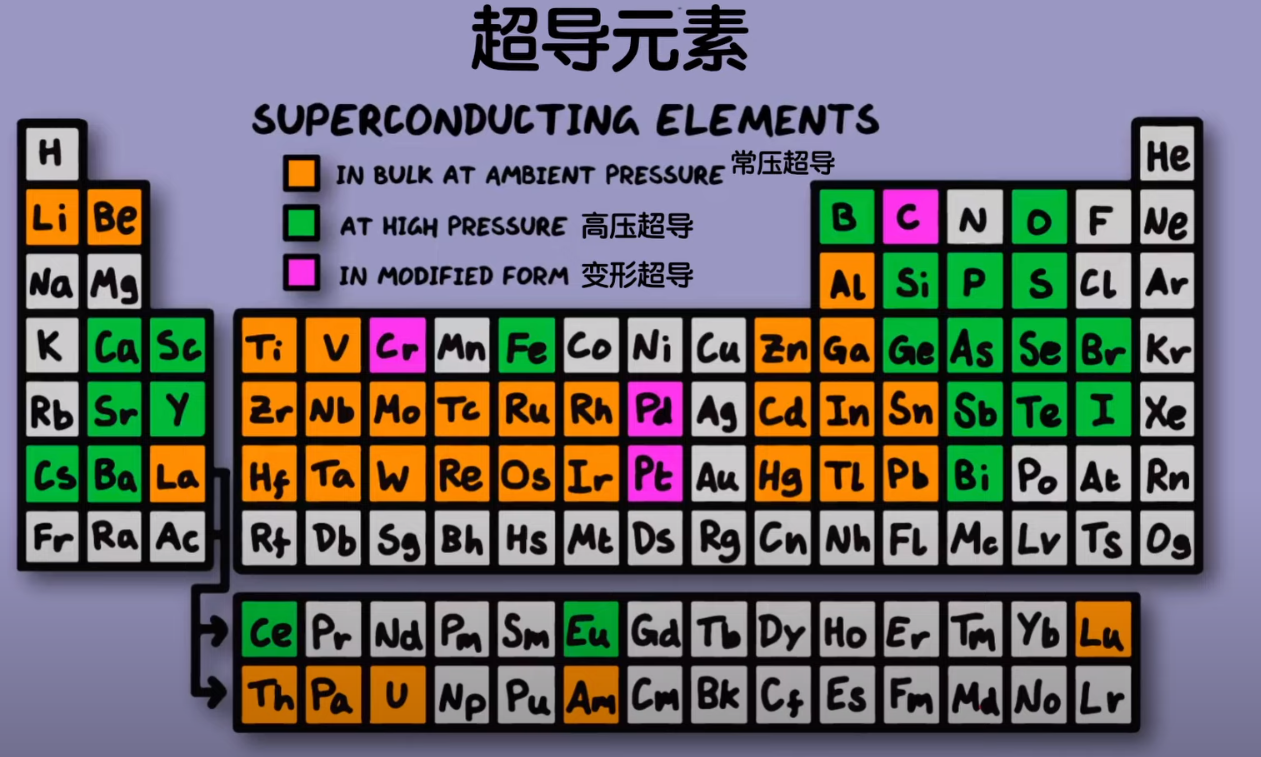 超导元素
SUPERCONDUCTING ELEMENTS
IN BULK AT AMBIENT PRESSURE 常压超导
AT HIGH PRESSURE 高压超导
IN MODIFIED FORM 变形超导
H He
Li Be B C N O F Ne
Na Mg Al Si P S Cl Ar
K Ca Sc Ti V Cr Mn Fe Co Ni Cu Zn Ga Ge As Se Br Kr
Rb Sr Y Zr Nb Mo Tc Ru Rh Pd Ag Cd In Sn Sb Te I Xe
Cs Ba La Hf Ta W Re Os Ir Pt Au Hg Tl Pb Bi Po At Rn
Fr Ra Ac Rf Db Sg Bh Hs Mt Ds Rg Cn Nh Fl Mc Lv Ts Og
Ce Pr Nd Pm Sm Eu Gd Tb Dy Ho Er Tm Yb Lu
Th Pa U Np Pu Am Cm Bk Cf Es Fm Md No Lr